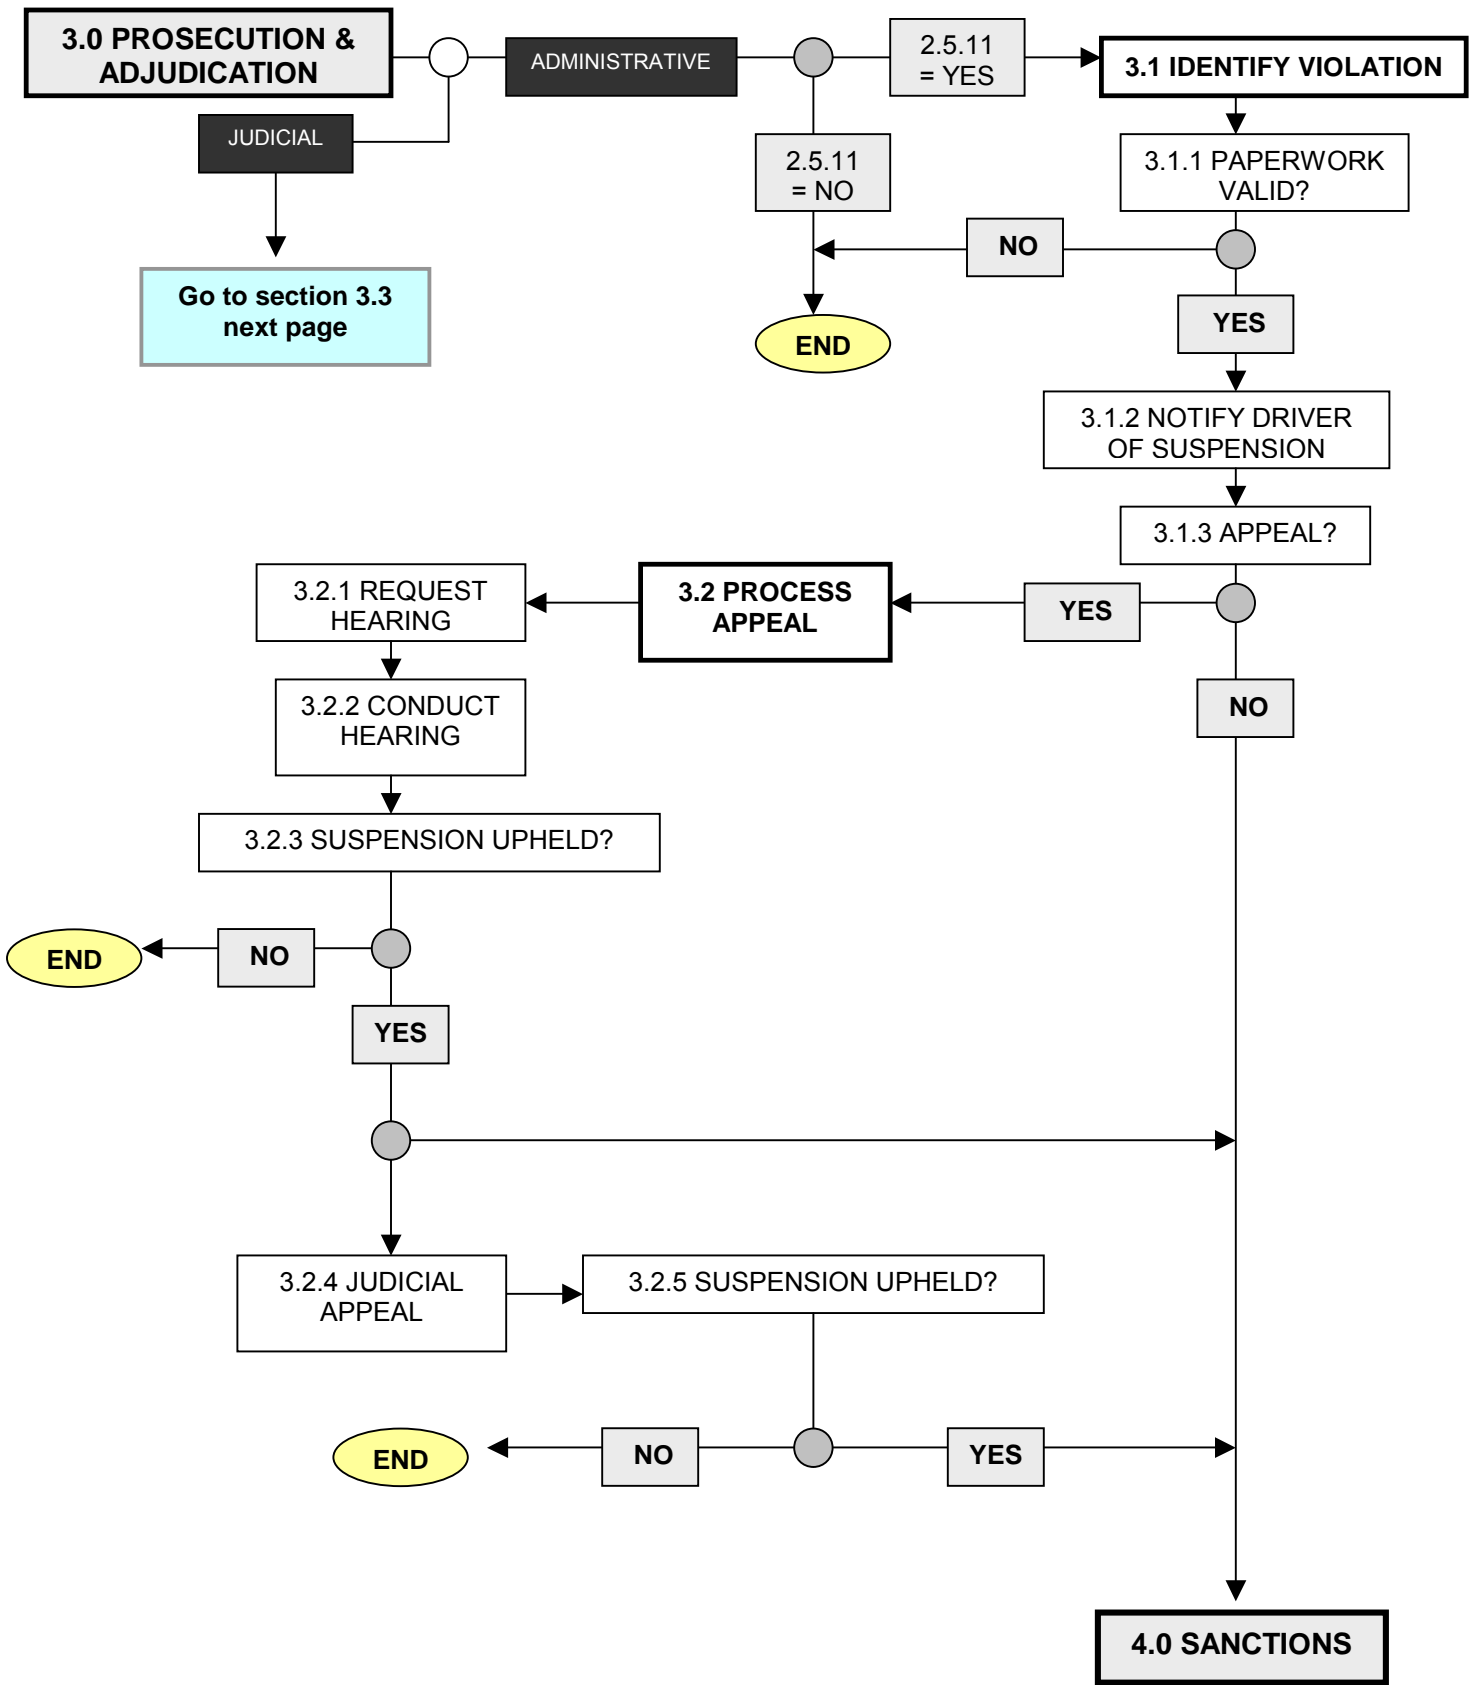 3.0 PROSECUTION &
ADJUDICATION
ADMINISTRATIVE
2.5.11
= YES
3.1 IDENTIFY VIOLATION
JUDICIAL
2.5.11
= NO
3.1.1 PAPERWORK
VALID?
NO
Go to section 3.3
next page
YES
END
3.1.2 NOTIFY DRIVER
OF SUSPENSION
3.1.3 APPEAL?
3.2.1 REQUEST
HEARING
3.2 PROCESS
APPEAL
YES
3.2.2 CONDUCT
HEARING
NO
3.2.3 SUSPENSION UPHELD?
END
NO
YES
3.2.4 JUDICIAL
APPEAL
3.2.5 SUSPENSION UPHELD?
END
NO
YES
4.0 SANCTIONS